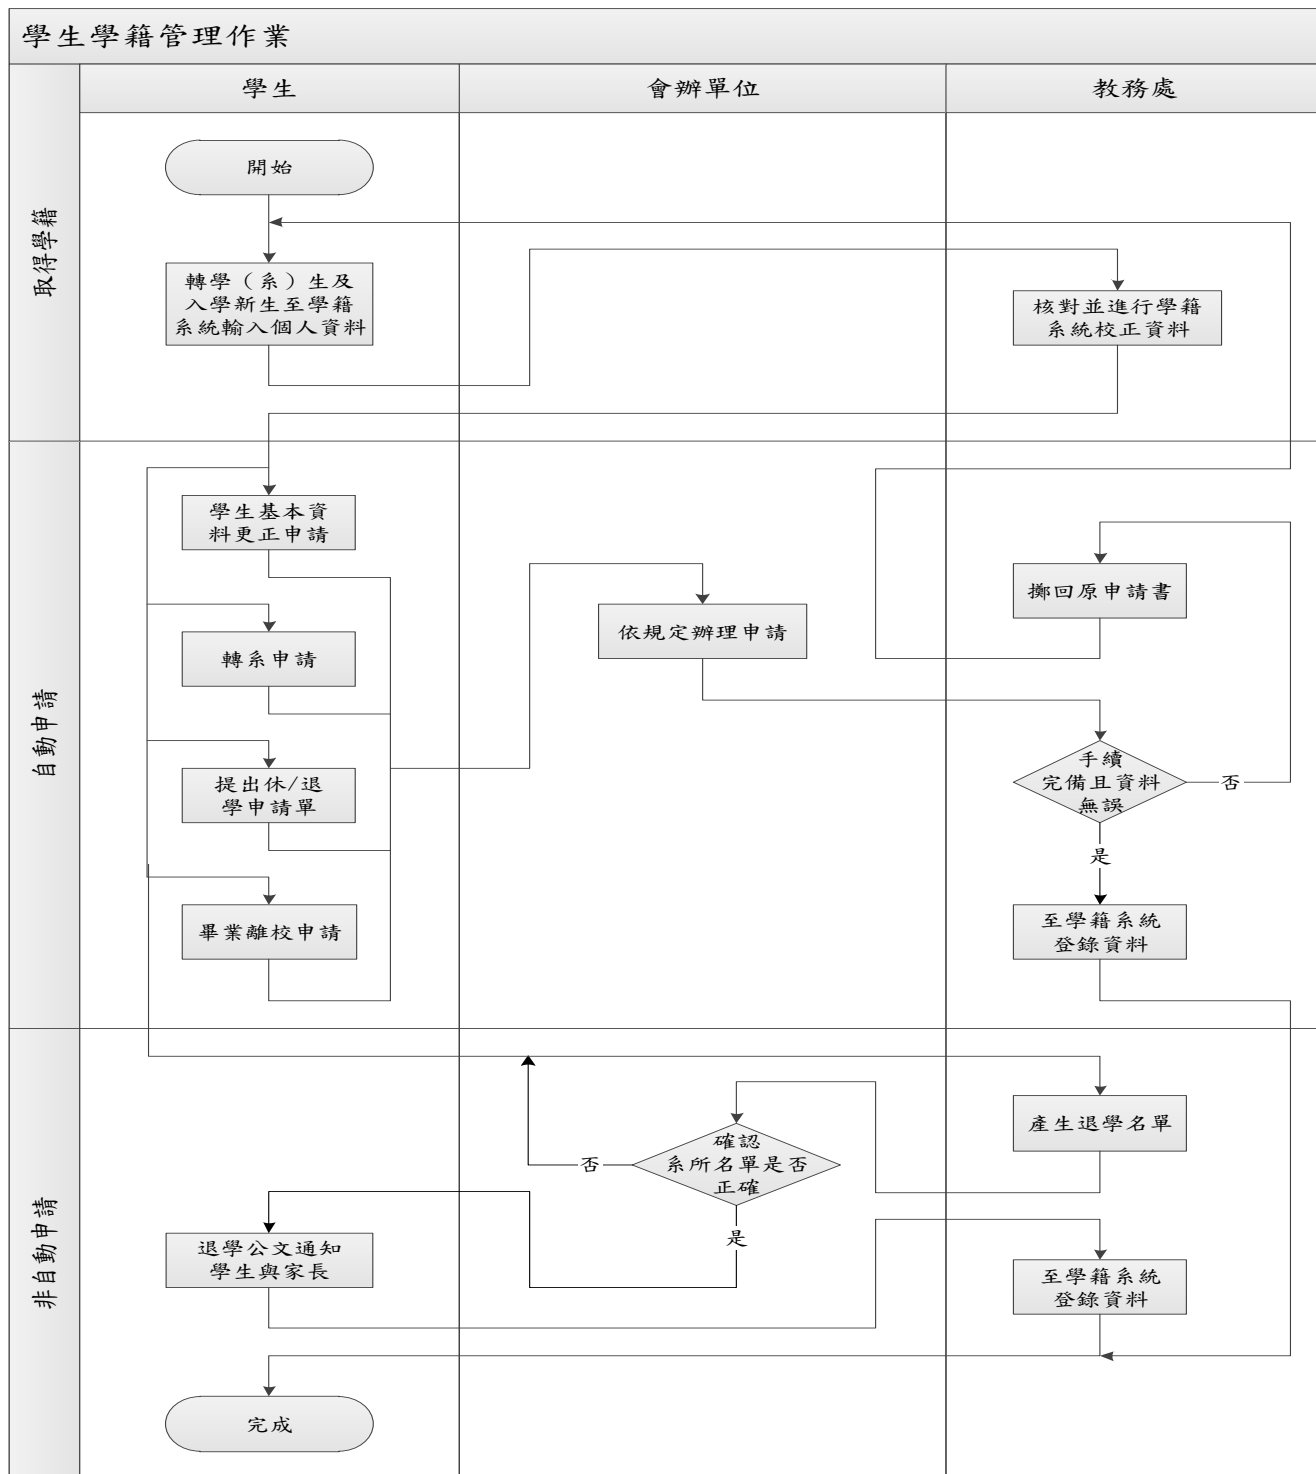 學生學籍管理作業
學生
會辦單位
教務處
取得學籍
開始
轉學（系）生及
入學新生至學籍
系統輸入個人資料
核對並進行學籍
系統校正資料
自動申請
學生基本資
料更正申請
轉系申請
提出休/退
學申請單
畢業離校申請
依規定辦理申請
擲回原申請書
手續
完備且資料
無誤
否
是
至學籍系統
登錄資料
非自動申請
產生退學名單
確認
系所名單是否
正確
否
是
退學公文通知
學生與家長
至學籍系統
登錄資料
完成